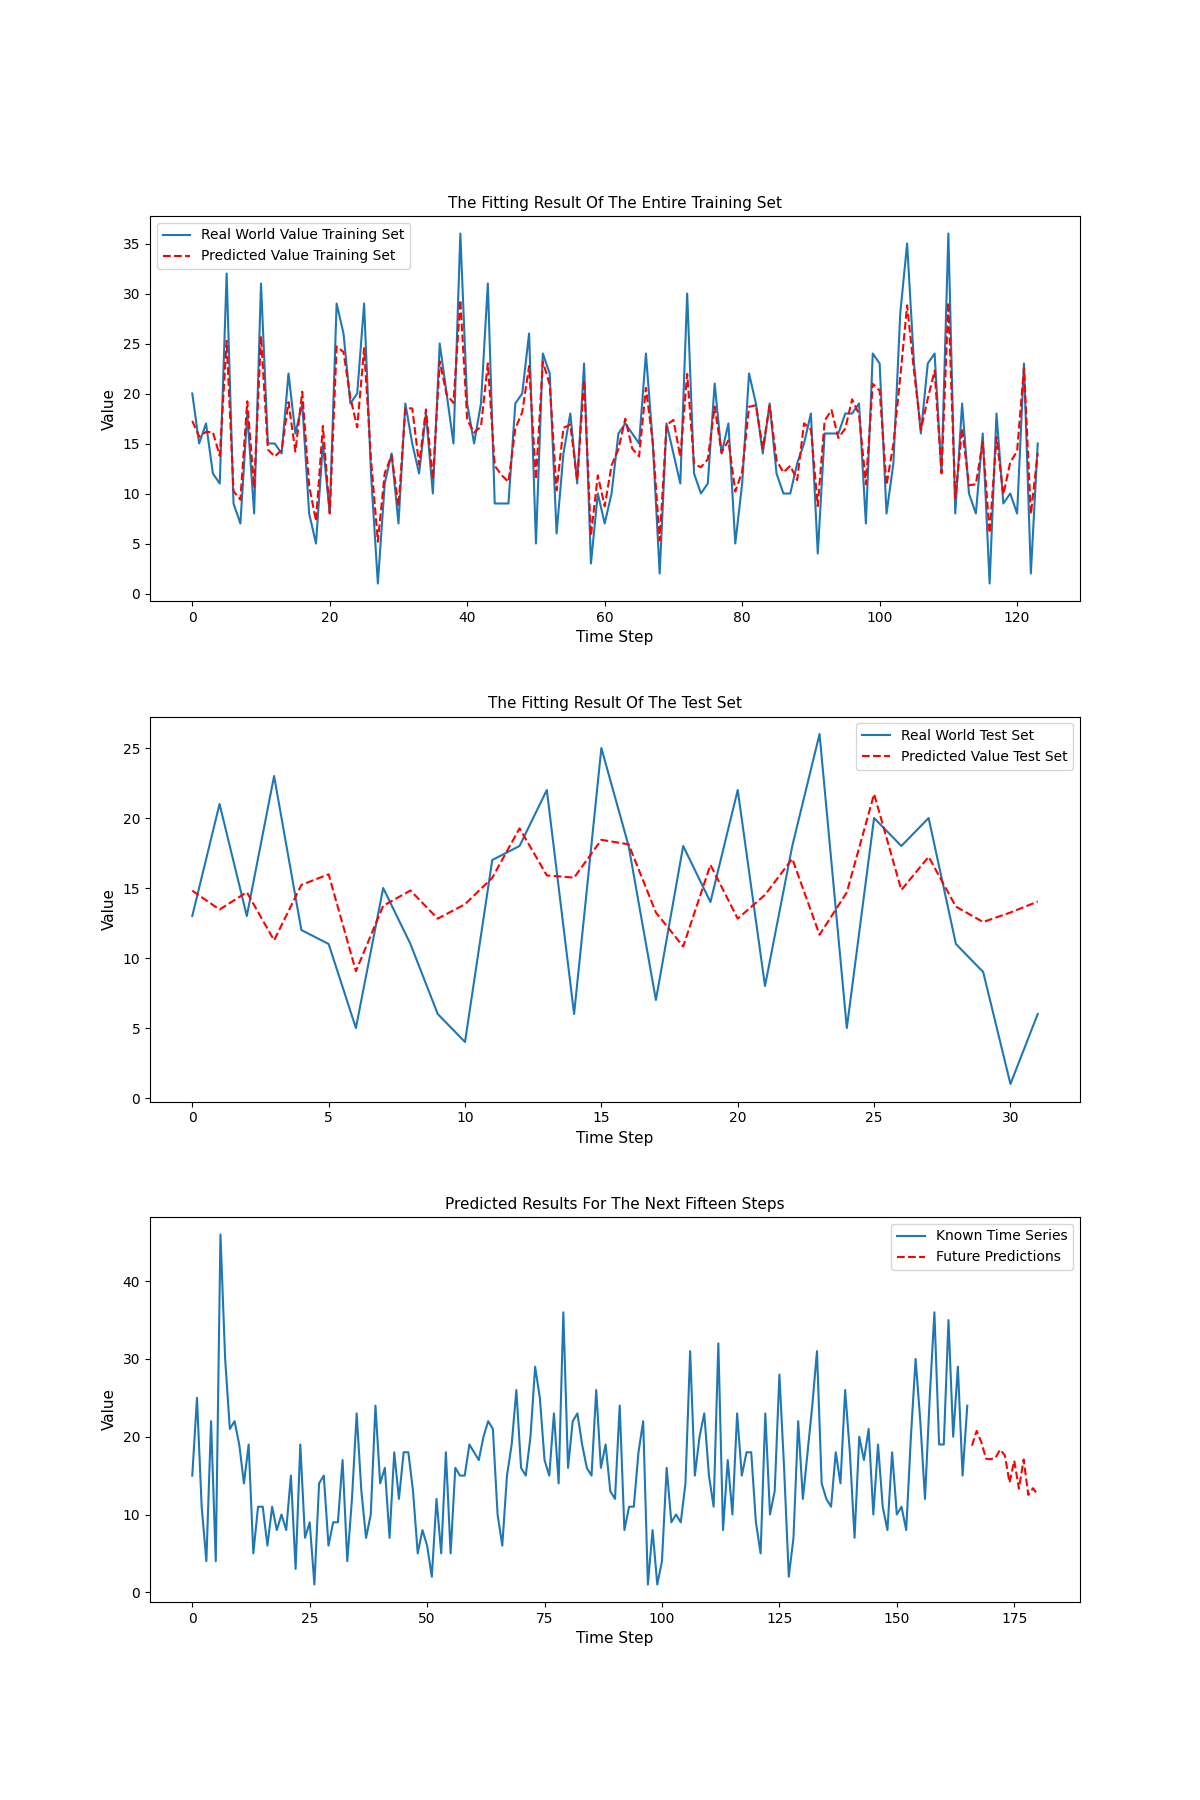 The Fitting Result Of The Entire Training Set
Real World Value Training Set
Predicted Value Training Set
35
30
25
20
15
10
5
0
Value
0 20 40 60 80 100 120
Time Step
The Fitting Result Of The Test Set
Real World Test Set
Predicted Value Test Set
25
20
15
10
5
0
Value
0 5 10 15 20 25 30
Time Step
Predicted Results For The Next Fifteen Steps
Known Time Series
Future Predictions
40
30
20
10
0
Value
0 25 50 75 100 125 150 175
Time Step